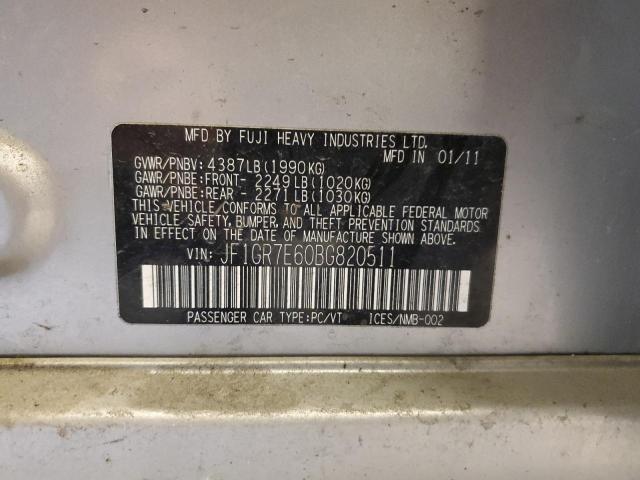 MFD BY FUJI HEAVY INDUSTRIES LTD.
MFD IN 01/11
GVWR/PNBV: 4387LB(1990KG)
GAWR/PNBE:FRONT- 2249LB(1020KG)
GAWR/PNBE:REAR - 2271LB(1030KG)
THIS VEHICLE CONFORMS TO ALL APPLICABLE FEDERAL MOTOR
VEHICLE SAFETY, BUMPER, AND THEFT PREVENTION STANDARDS
IN EFFECT ON THE DATE OF MANUFACTURE SHOWN ABOVE.
VIN: JF1GR7E60BG820511
PASSENGER CAR TYPE:PC/VT ICES/NMB-002